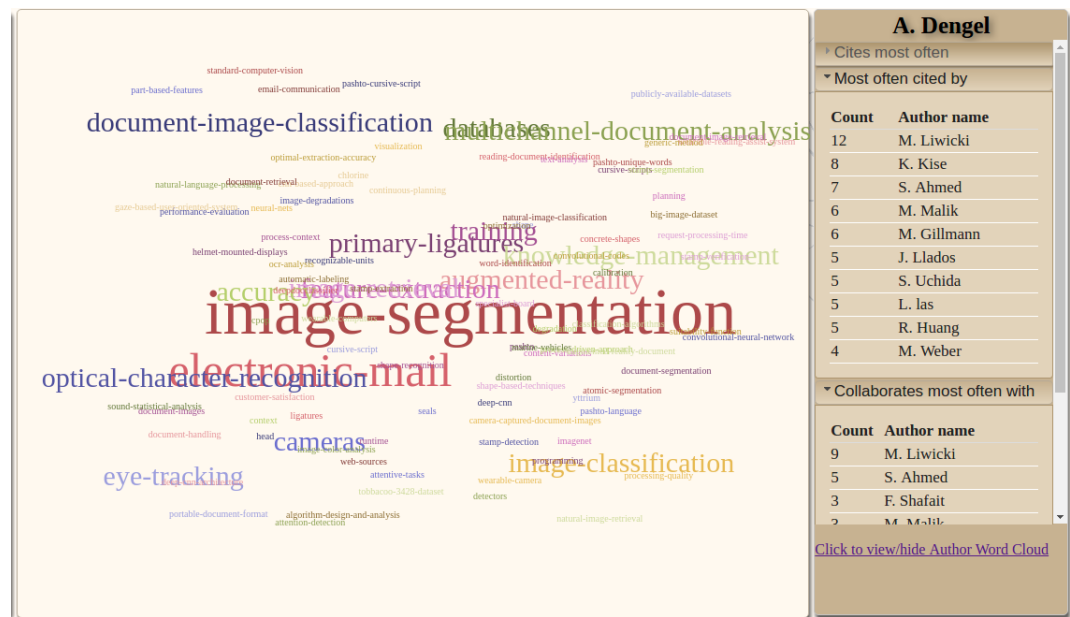 standard-computer-vision
part-based-features
email-communication
pashto-cursive-script
publicly-available-datasets
document-image-classification
databases
multichannel-document-analysis
visualization
optimal-extraction-accuracy
reading-document-identification
pashto-unique-words
cursive-scripts
chlorine
natural-language-processing
document-retrieval
continuous-planning
planning
image-degradations
gaze-based-user-oriented-system
performance-evaluation
neural-nets
natural-image-classification
big-image-dataset
training
process-context
primary-ligatures
concrete-shapes
request-processing-time
helmet-mounted-displays
recognizable-units
knowledge-management
ocr-analysis
word-identification
calibration
automatic-labeling
augmented-reality
accuracy
feature-extraction
image-segmentation
convolutional-neural-network
cursive-script
pashto
content-variations
electronic-mail
optical-character-recognition
shape-recognition
document-segmentation
distortion
shape-based-techniques
atomic-segmentation
customer-satisfaction
yttrium
deep-cnn
sound-statistical-analysis
document-images
ligatures
seals
pashto-language
context
camera-captured-document-images
document-handling
head
cameras
runtime
stamp-detection
imagenet
web-sources
programming
image-classification
eye-tracking
attentive-tasks
wearable-camera
processing-quality
tobbacoo-3428-dataset
detectors
portable-document-format
algorithm-design-and-analysis
attention-detection
natural-image-retrieval
A. Dengel
Cites most often
Most often cited by
Count Author name
12 M. Liwicki
8 K. Kise
7 S. Ahmed
6 M. Malik
6 M. Gillmann
5 J. Llados
5 S. Uchida
5 L. las
5 R. Huang
4 M. Weber
Collaborates most often with
Count Author name
9 M. Liwicki
5 S. Ahmed
3 F. Shafait
3 M. Malik
Click to view/hide Author Word Cloud